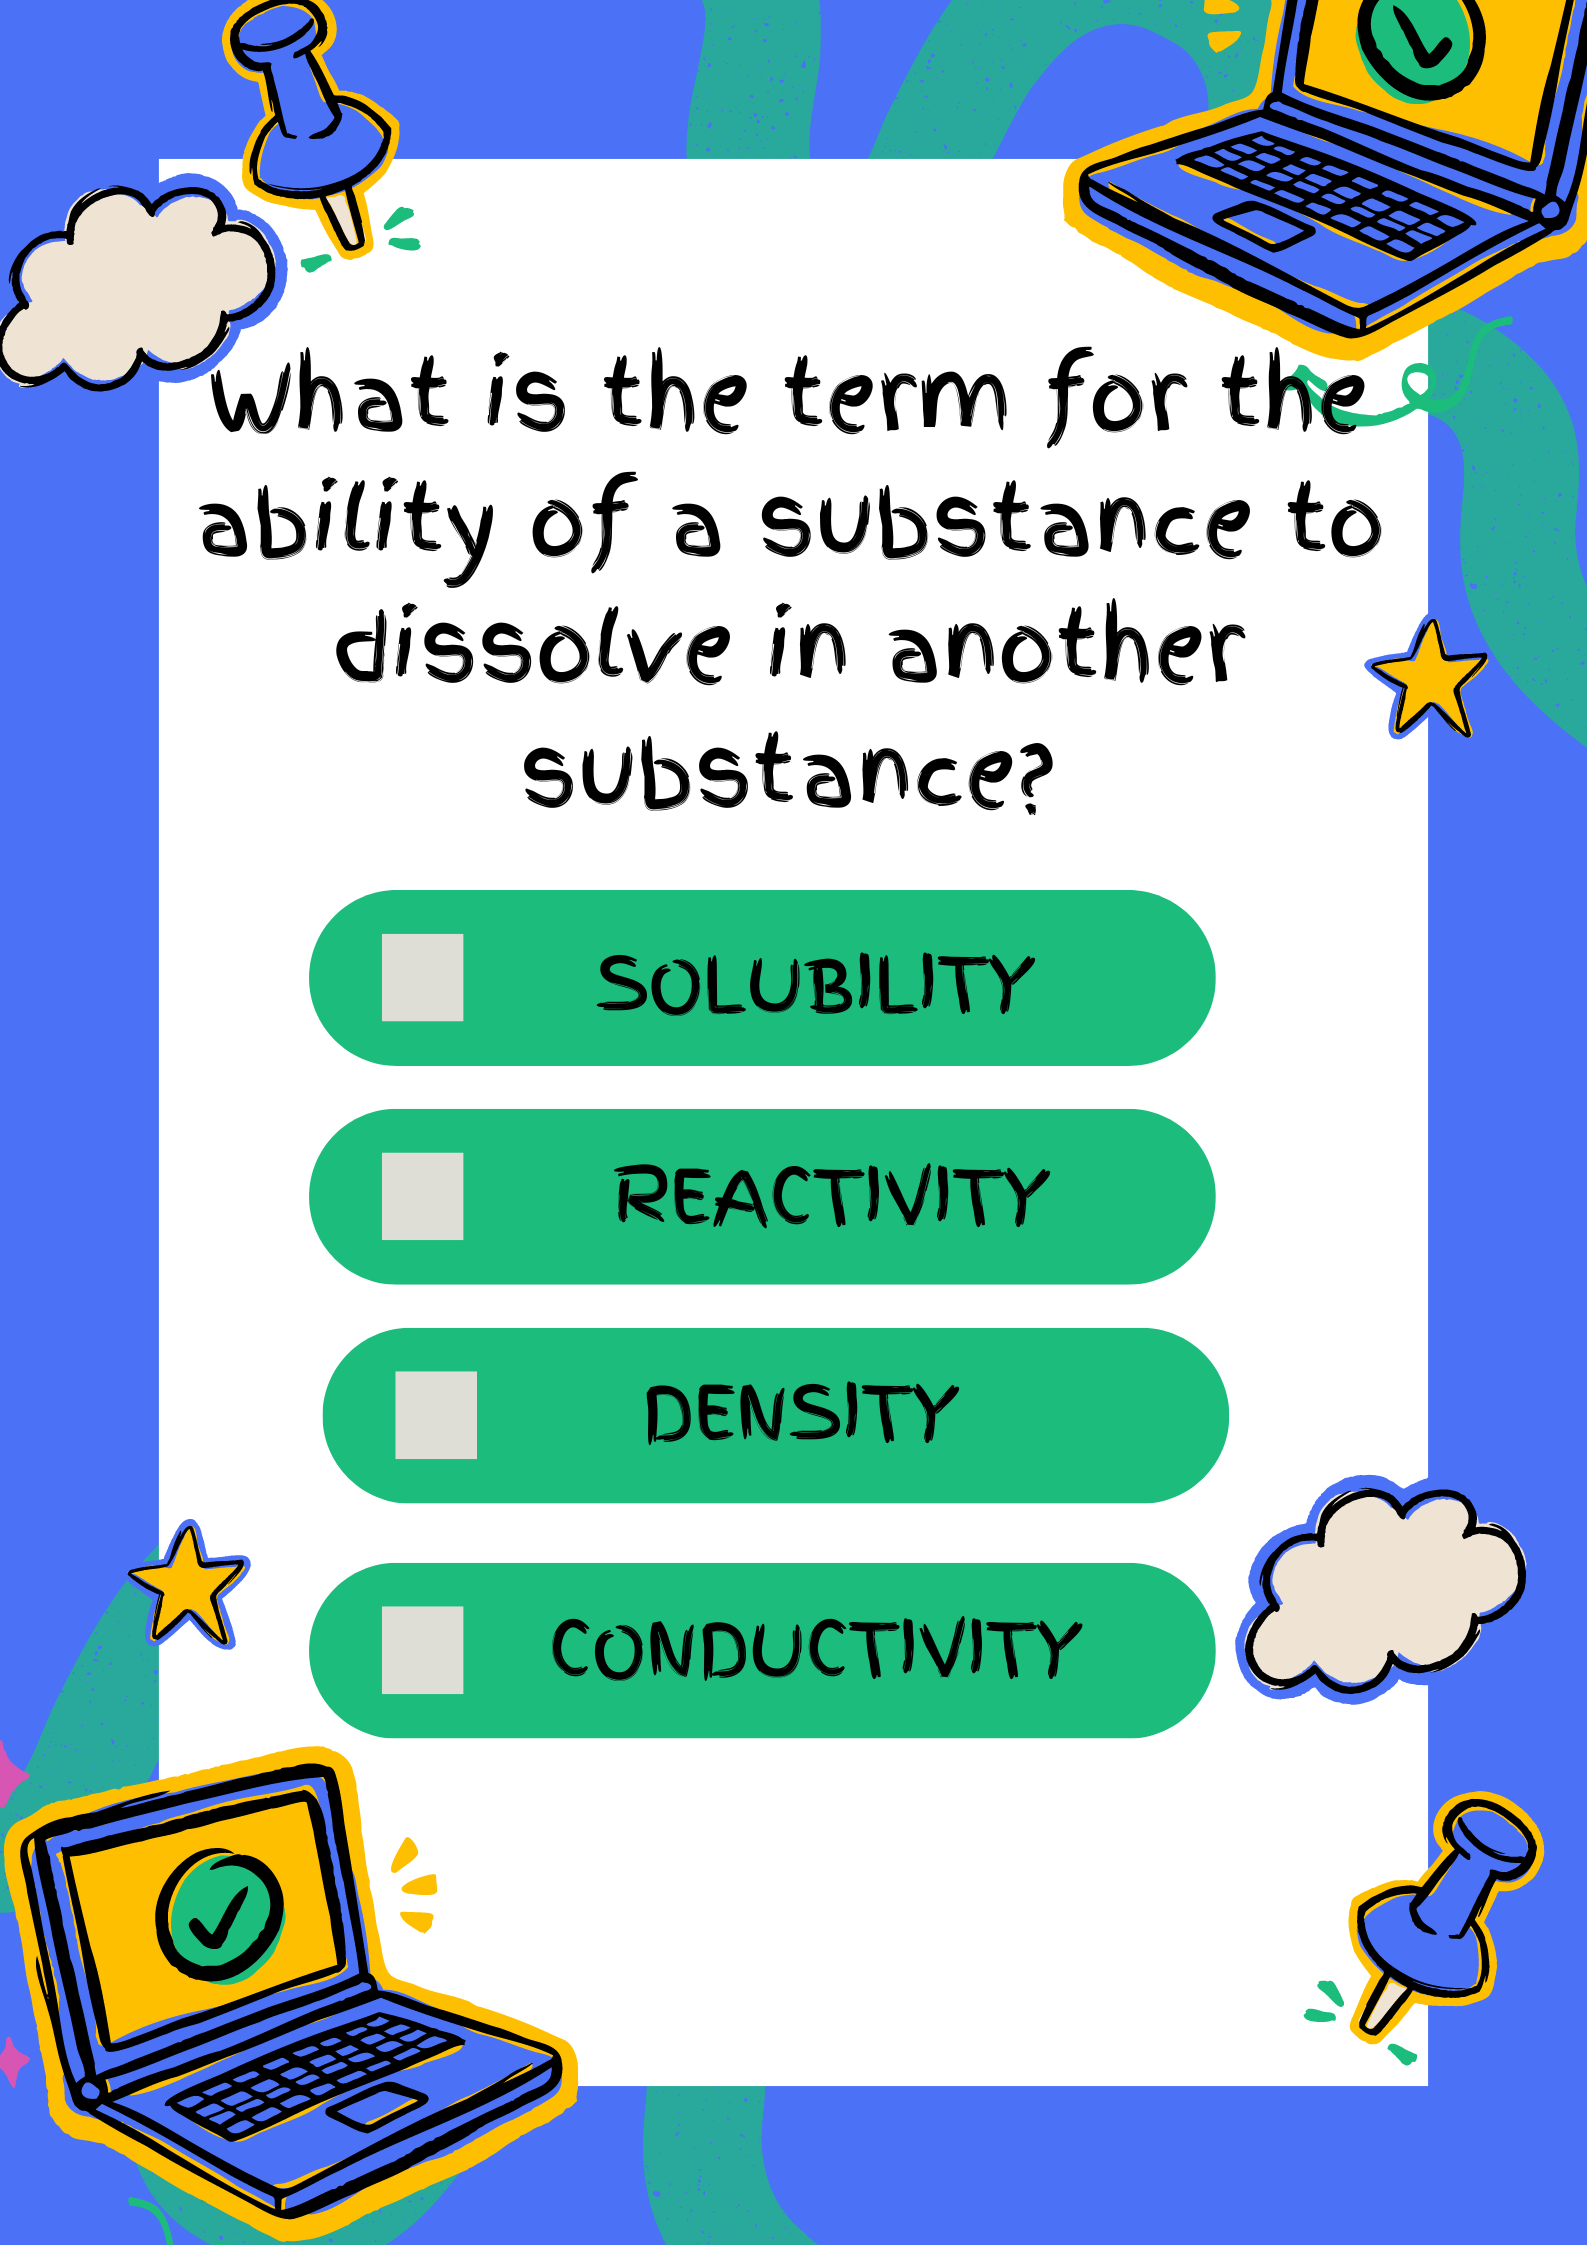 What is the term for the
ability of a substance to
dissolve in another
substance?
SOLUBILITY
REACTIVITY
DENSITY
CONDUCTIVITY